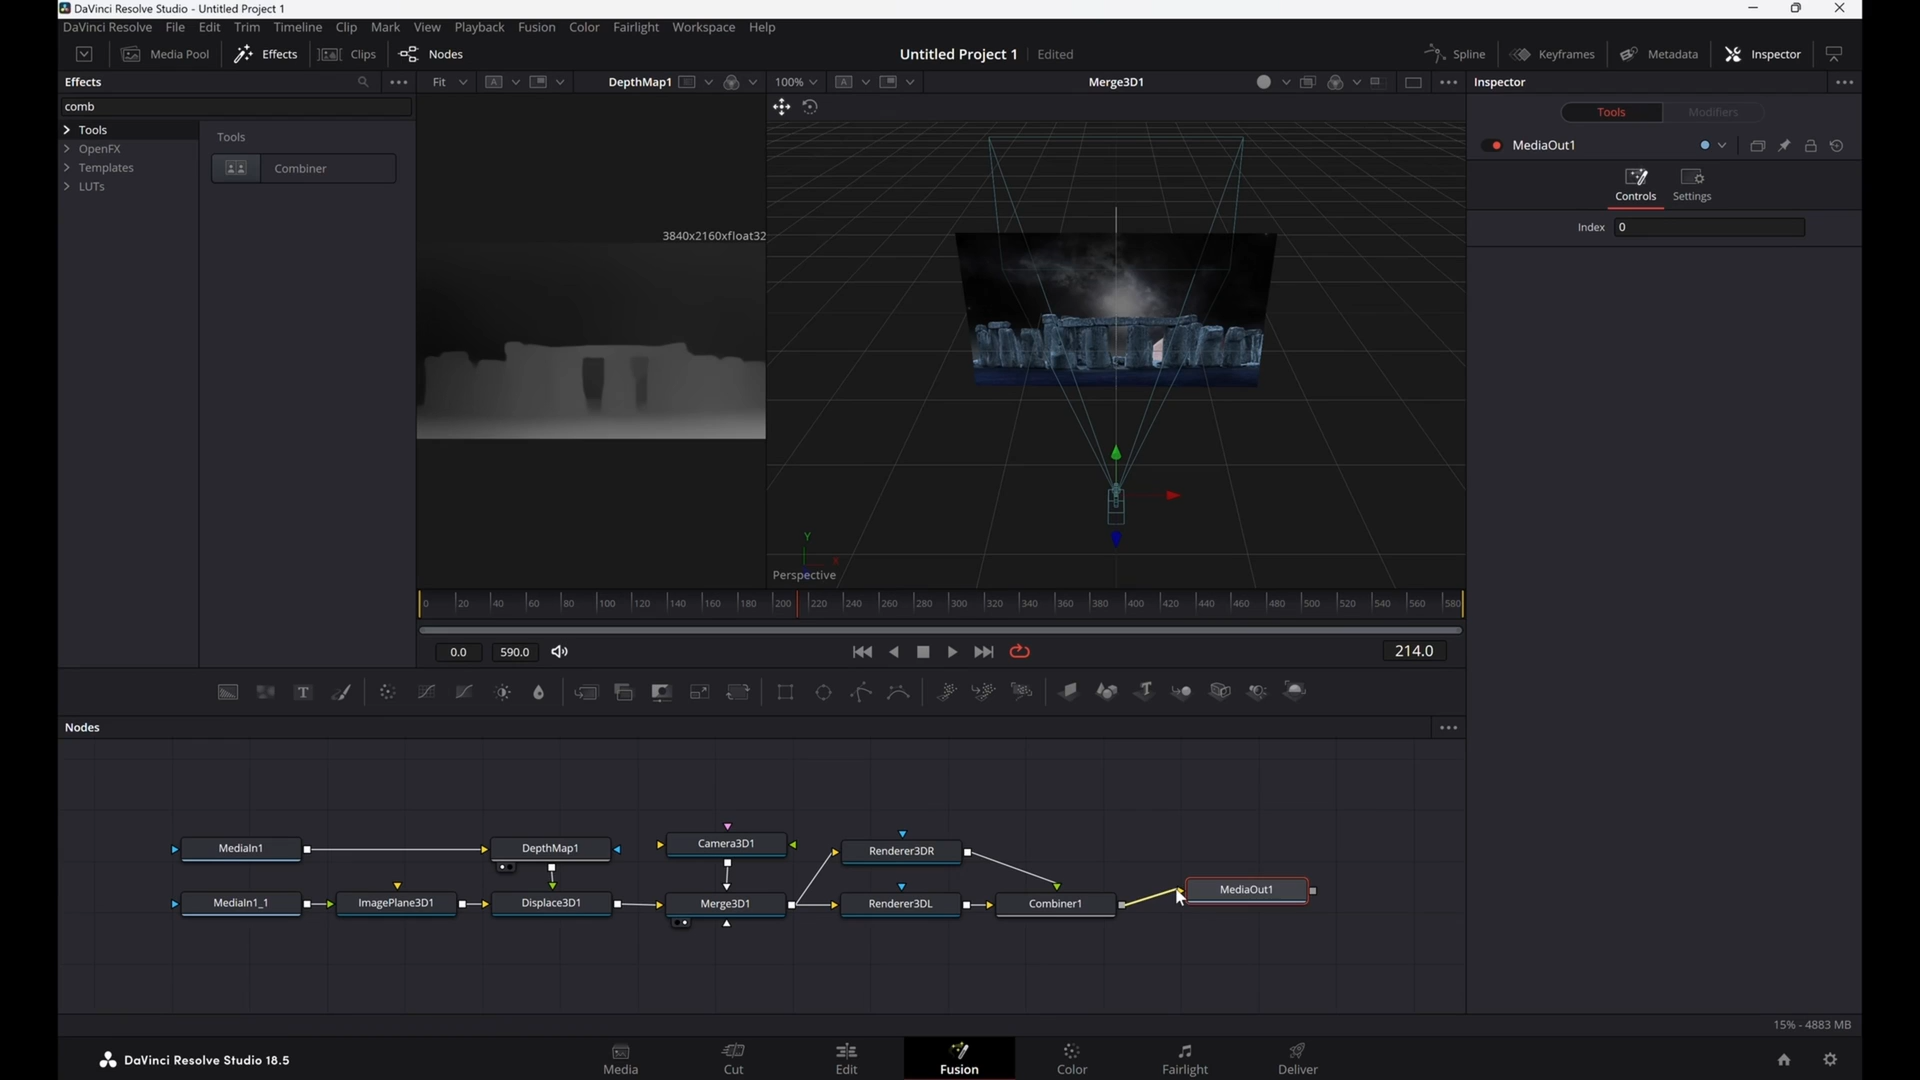 DaVinci Resolve Studio - Untitled Project 1
DaVinci Resolve File Edit Trim Timeline Clip Mark View Playback Fusion Color Fairlight Workspace Help
Media Pool Effects Clips Nodes Untitled Project 1 Edited Spline Keyframes Metadata Inspector
Effects Fit DepthMap1 100% Merge3D1 Inspector
comb
Tools Modifiers
Tools Tools
OpenFX
Combiner
Templates
LUTs
MediaOut1
Controls Settings
Index 0
3840x2160xfloat32
Y
X
Perspective
0 20 40 60 80 100 120 140 160 180 200 220 240 260 280 300 320 340 360 380 400 420 440 460 480 500 520 540 560 580
0.0 590.0 214.0
Nodes
MediaIn1 DepthMap1 Camera3D1 Renderer3DR
MediaIn1_1 ImagePlane3D1 Displace3D1 Merge3D1 Renderer3DL Combiner1 MediaOut1
15% - 4883 MB
DaVinci Resolve Studio 18.5 Media Cut Edit Fusion Color Fairlight Deliver